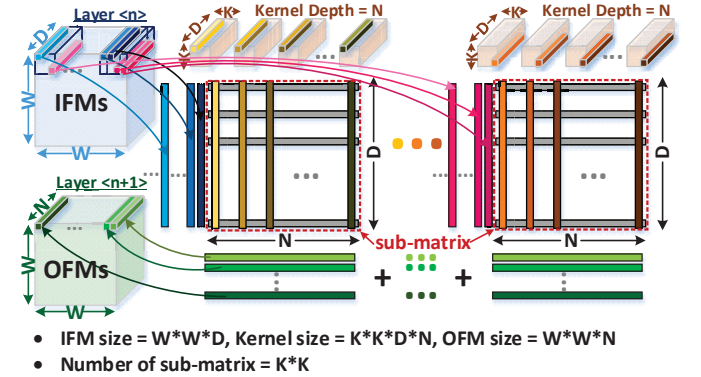 Layer <n>
D
K
Kernel Depth = N
D
K
D
K
Kernel Depth = N
K
W
IFMs
W
D
D
Layer <n+1>
N
N
sub-matrix
N
W
OFMs
W
+
+
• IFM size = W*W*D, Kernel size = K*K*D*N, OFM size = W*W*N
• Number of sub-matrix = K*K